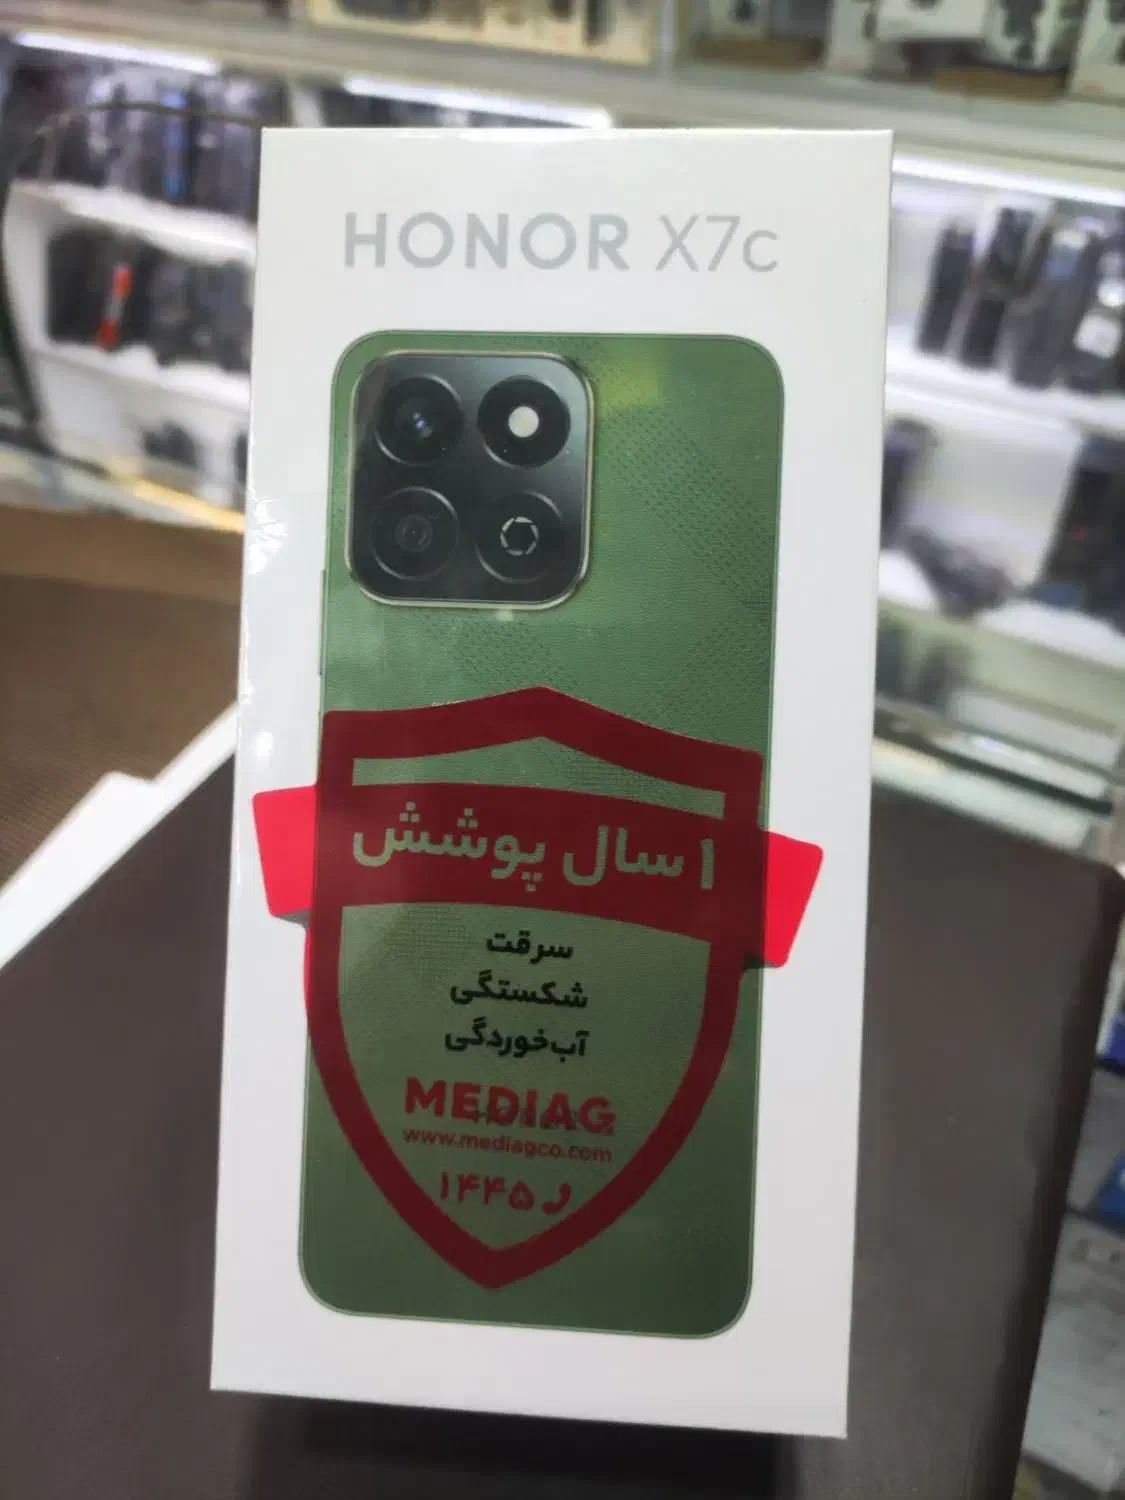 HONOR X7c
۱ سال پوشش
سرقت
شکستگی
آب‌خوردگی
MEDIAG
www.mediagco.com
۱۴۴۵